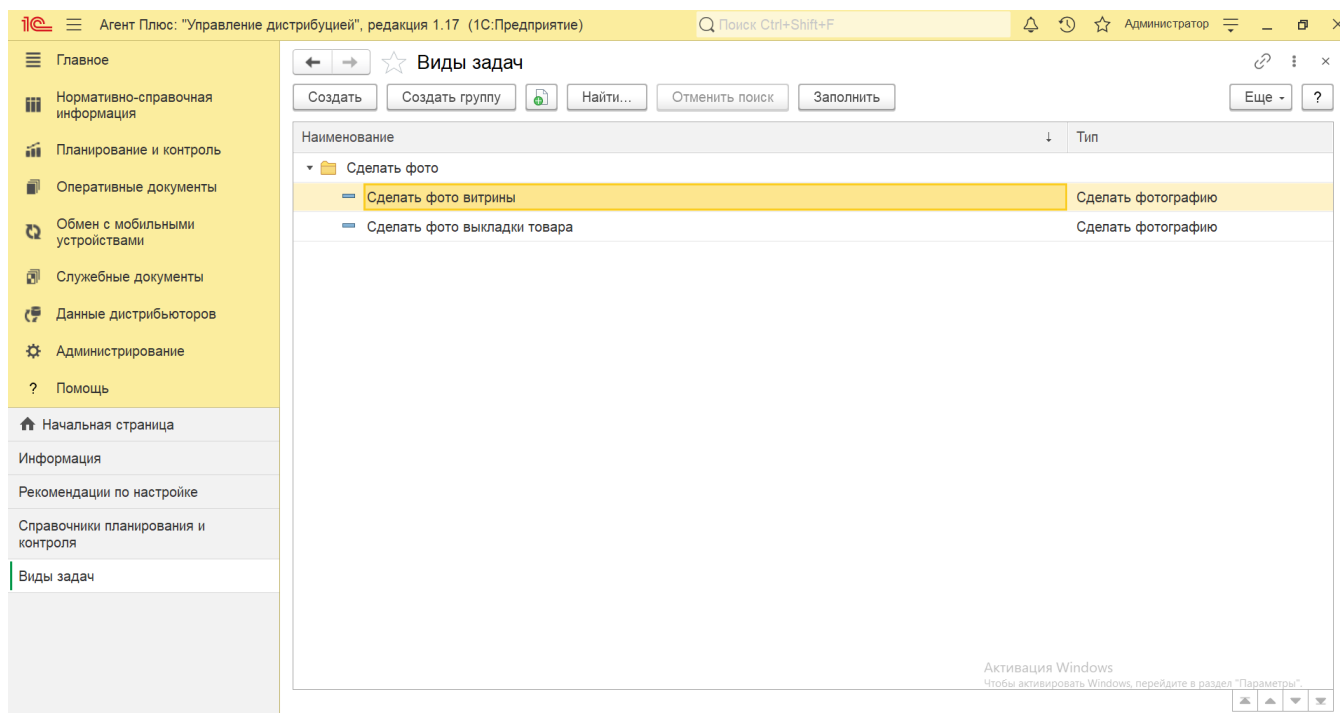 1С Агент Плюс: "Управление дистрибуцией", редакция 1.17 (1С:Предприятие) Поиск Ctrl+Shift+F Администратор
Главное
Нормативно-справочная
информация
Планирование и контроль
Оперативные документы
Обмен с мобильными
устройствами
Служебные документы
Данные дистрибьюторов
Администрирование
? Помощь
Начальная страница
Информация
Рекомендации по настройке
Справочники планирования и
контроля
Виды задач
Виды задач
Создать Создать группу Найти... Отменить поиск Заполнить Еще ?
Наименование ↓ Тип
Сделать фото
Сделать фото витрины Сделать фотографию
Сделать фото выкладки товара Сделать фотографию
Активация Windows
Чтобы активировать Windows, перейдите в раздел "Параметры".